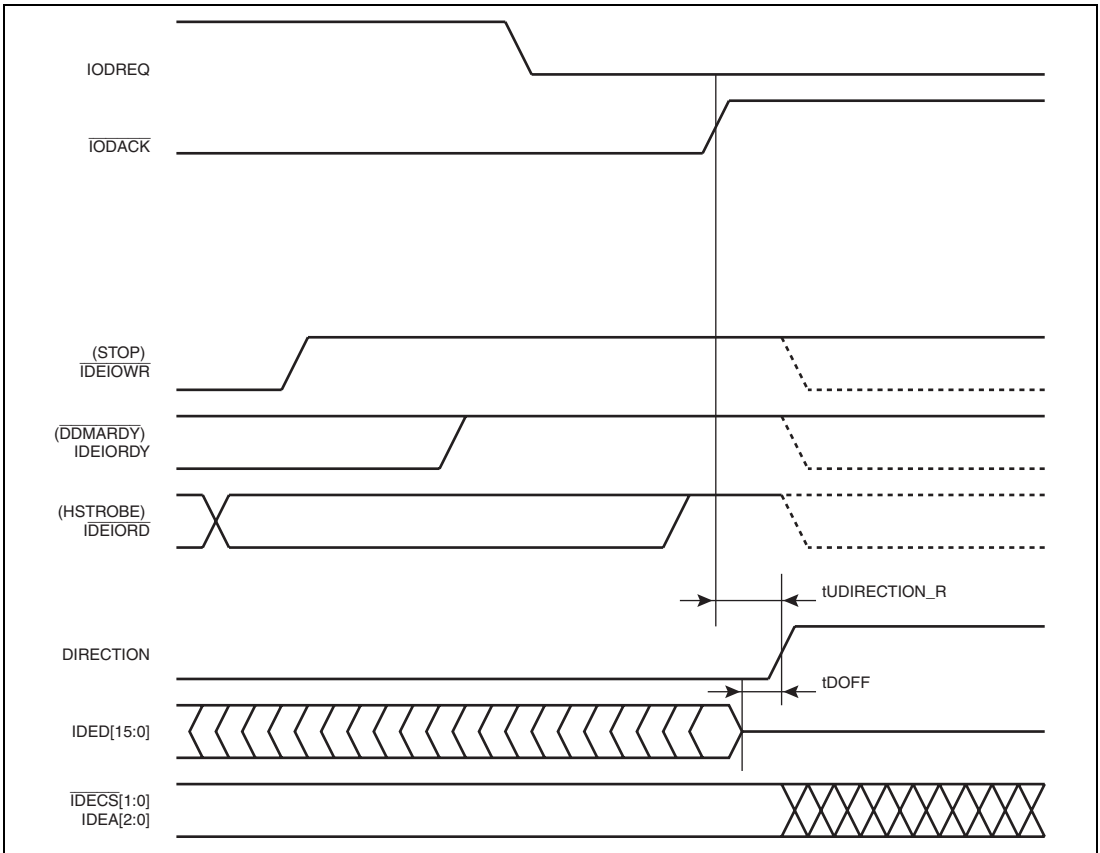 IODREQ
IODACK
(STOP)
IDEIOWR
(DDMARDY)
IDEIORDY
(HSTROBE)
IDEIORD
tUDIRECTION_R
DIRECTION
tDOFF
IDED[15:0]
IDECS[1:0]
IDEA[2:0]